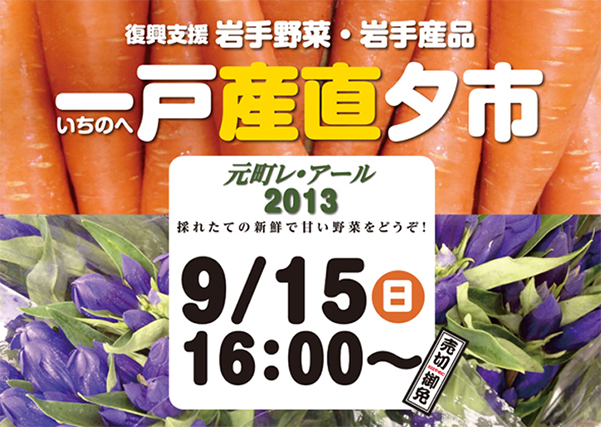 復興支援 岩手野菜・岩手産品
一戸産直夕市
いちのへ
元町レ・アール
2013
採れたての新鮮で甘い野菜をどうぞ!
9/15日
16:00～
売切御免